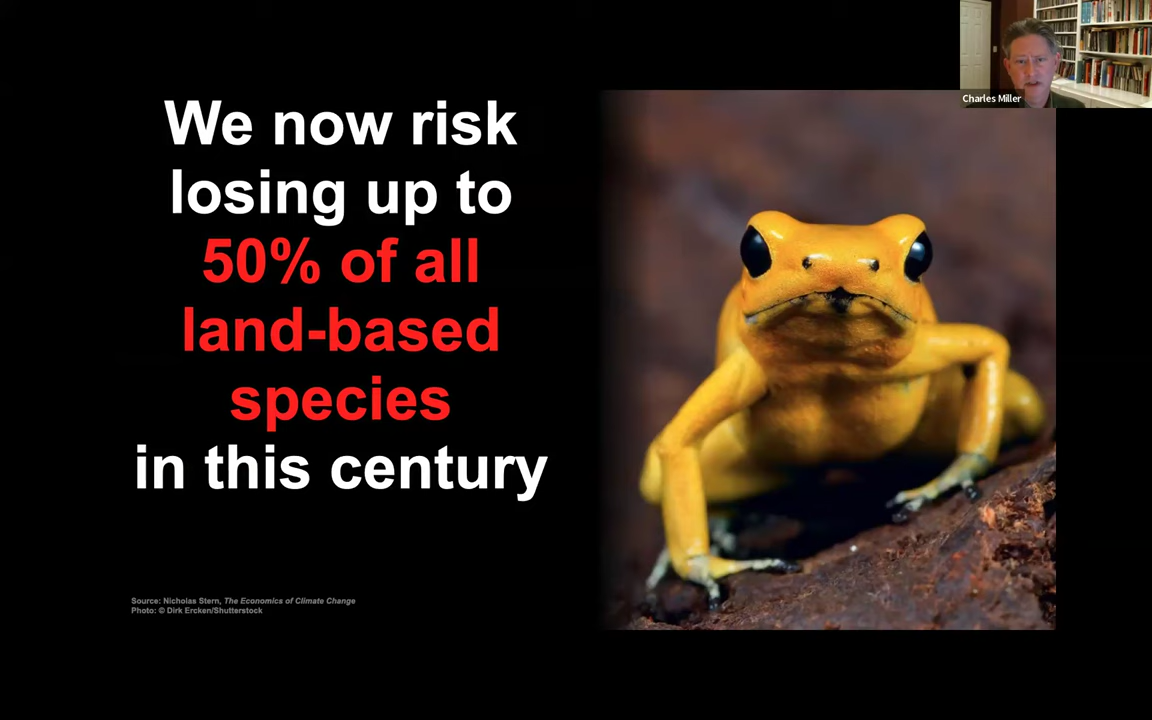 We now risk
losing up to
50% of all
land-based
species
in this century
Source: Nicholas Stern, The Economics of Climate Change
Photo: © Dirk Ercken/Shutterstock
Charles Miller